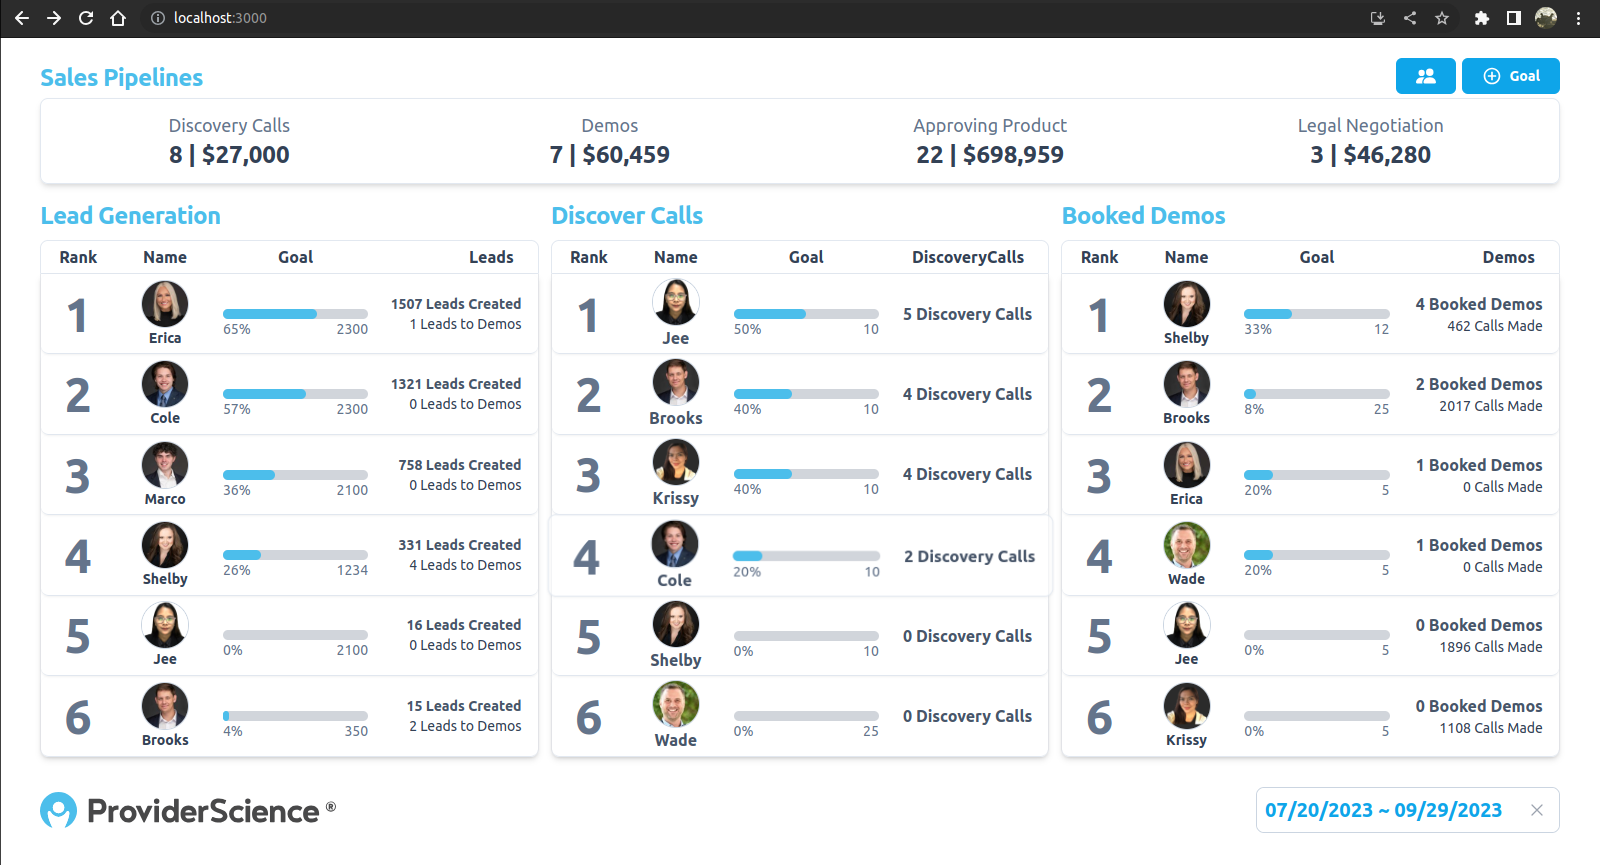 localhost:3000
Sales Pipelines
Goal
Discovery Calls
8 | $27,000
Demos
7 | $60,459
Approving Product
22 | $698,959
Legal Negotiation
3 | $46,280
Lead Generation
Rank Name Goal Leads
1 Erica 65% 2300 1507 Leads Created
1 Leads to Demos
2 Cole 57% 2300 1321 Leads Created
0 Leads to Demos
3 Marco 36% 2100 758 Leads Created
0 Leads to Demos
4 Shelby 26% 1234 331 Leads Created
4 Leads to Demos
5 Jee 0% 2100 16 Leads Created
0 Leads to Demos
6 Brooks 4% 350 15 Leads Created
2 Leads to Demos
Discover Calls
Rank Name Goal DiscoveryCalls
1 Jee 50% 10 5 Discovery Calls
2 Brooks 40% 10 4 Discovery Calls
3 Krissy 40% 10 4 Discovery Calls
4 Cole 20% 10 2 Discovery Calls
5 Shelby 0% 10 0 Discovery Calls
6 Wade 0% 25 0 Discovery Calls
Booked Demos
Rank Name Goal Demos
1 Shelby 33% 12 4 Booked Demos
462 Calls Made
2 Brooks 8% 25 2 Booked Demos
2017 Calls Made
3 Erica 20% 5 1 Booked Demos
0 Calls Made
4 Wade 20% 5 1 Booked Demos
0 Calls Made
5 Jee 0% 5 0 Booked Demos
1896 Calls Made
6 Krissy 0% 5 0 Booked Demos
1108 Calls Made
ProviderScience ®
07/20/2023 ~ 09/29/2023